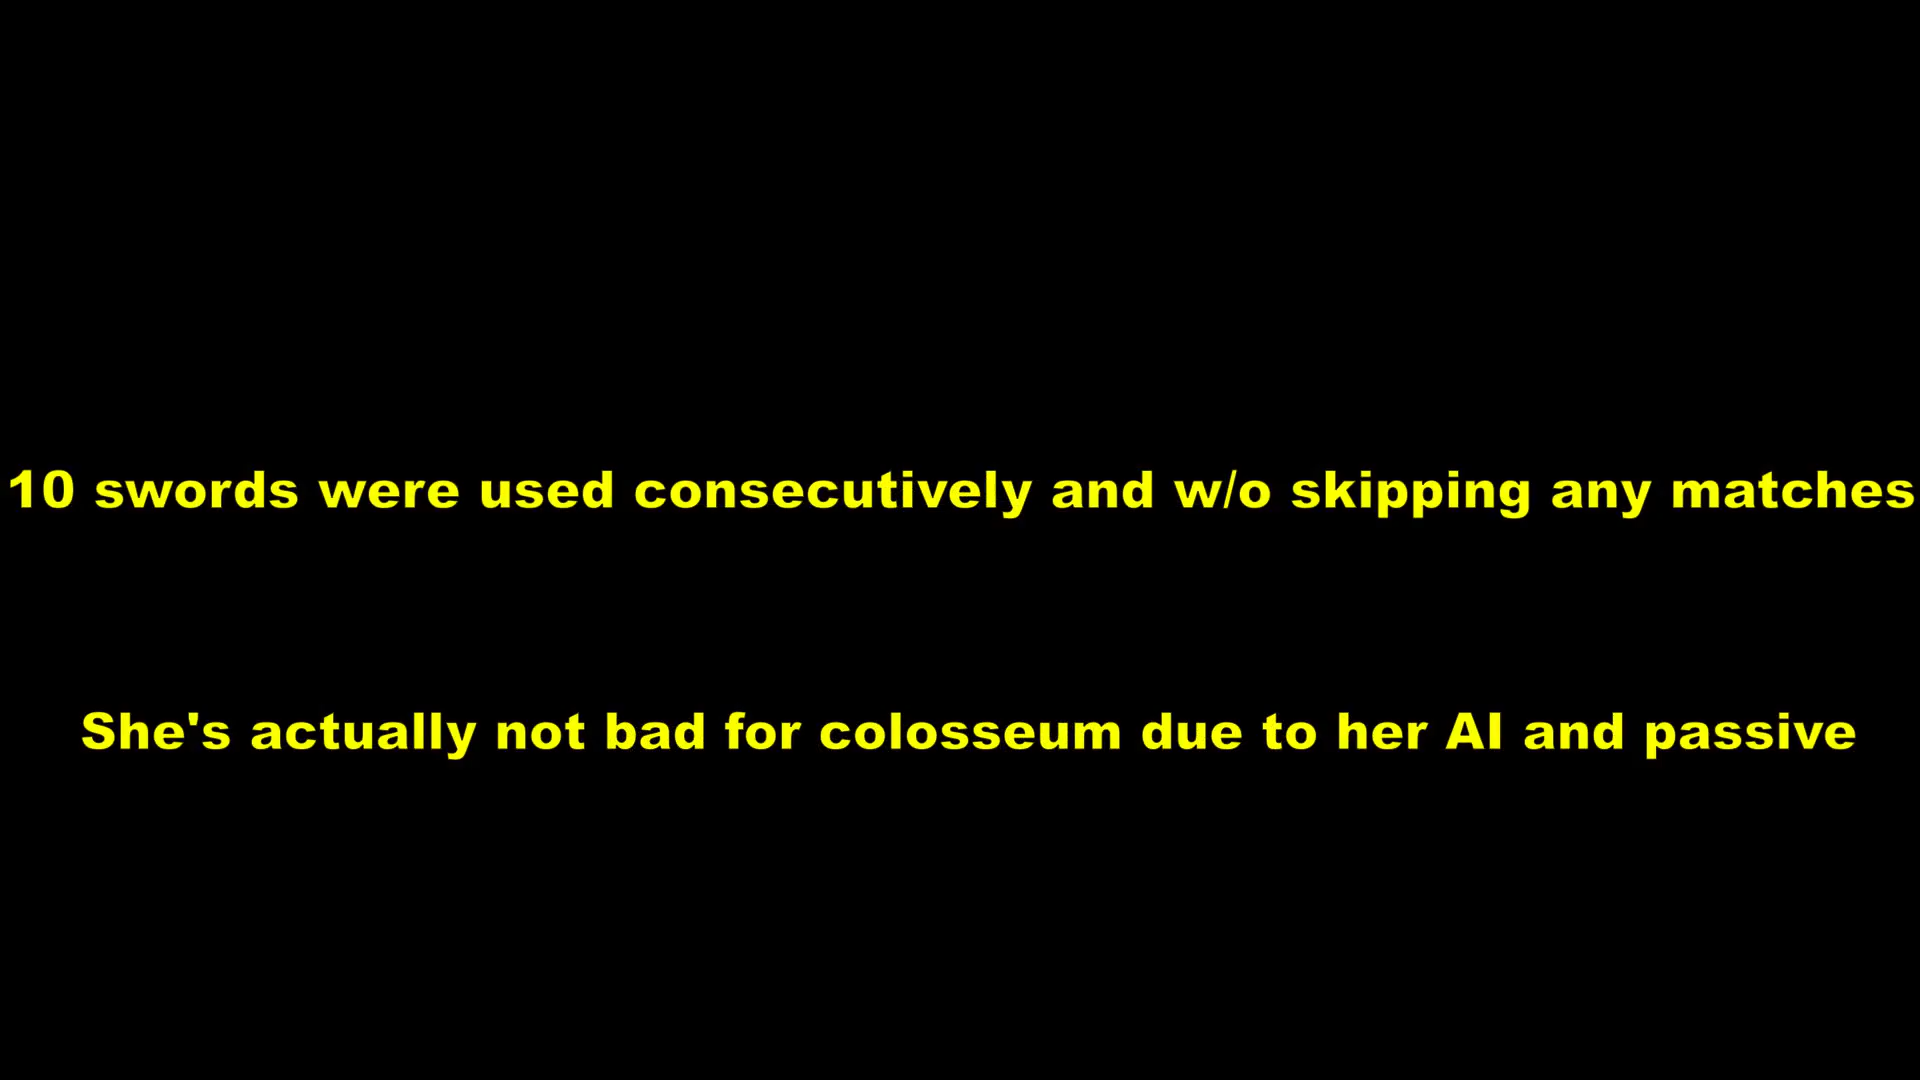 10 swords were used consecutively and w/o skipping any matches
She's actually not bad for colosseum due to her AI and passive